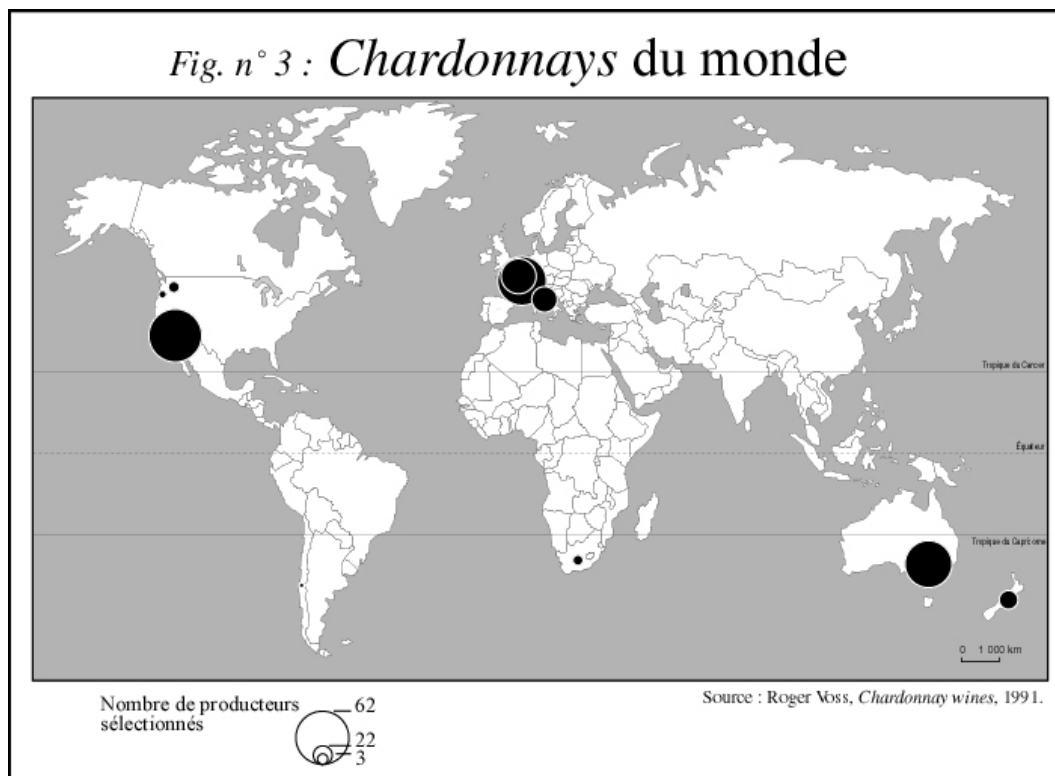 Fig. n° 3 : Chardonnays du monde
Tropique du Cancer
Équateur
Tropique du Capricorne
0 1 000 km
Nombre de producteurs
sélectionnés
62
22
3
Source : Roger Voss, Chardonnay wines, 1991.